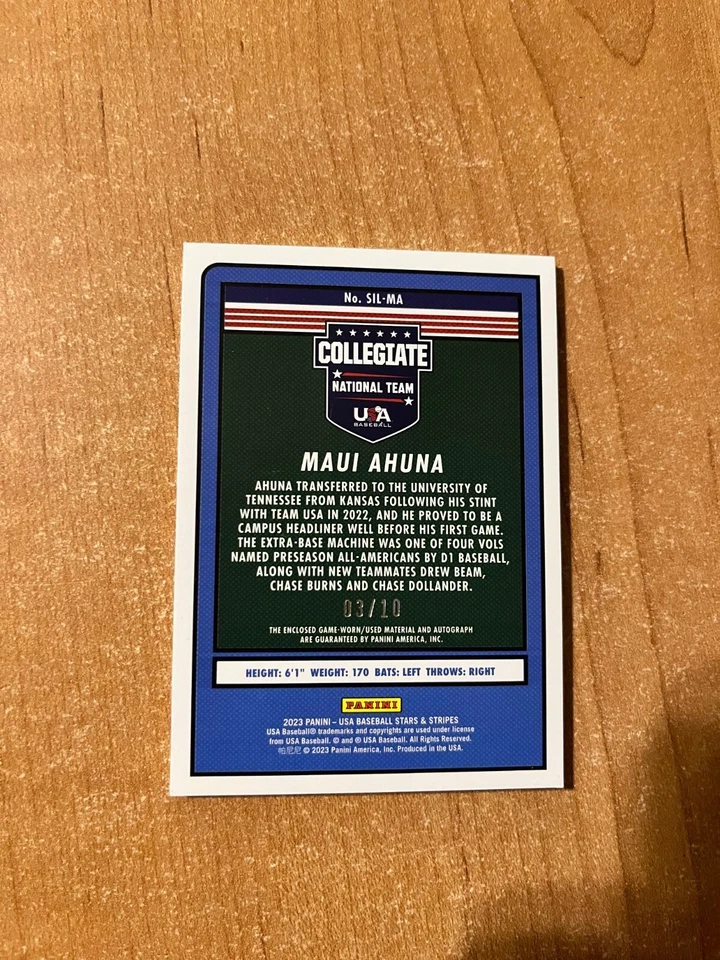 No. SIL-MA
COLLEGIATE
NATIONAL TEAM
USA
BASEBALL
MAUI AHUNA
AHUNA TRANSFERRED TO THE UNIVERSITY OF
TENNESSEE FROM KANSAS FOLLOWING HIS STINT
WITH TEAM USA IN 2022, AND HE PROVED TO BE A
CAMPUS HEADLINER WELL BEFORE HIS FIRST GAME.
THE EXTRA-BASE MACHINE WAS ONE OF FOUR VOLS
NAMED PRESEASON ALL-AMERICANS BY D1 BASEBALL,
ALONG WITH NEW TEAMMATES DREW BEAM,
CHASE BURNS AND CHASE DOLLANDER.
03/10
THE ENCLOSED GAME-WORN/USED MATERIAL AND AUTOGRAPH
ARE GUARANTEED BY PANINI AMERICA, INC.
HEIGHT: 6'1" WEIGHT: 170 BATS: LEFT THROWS: RIGHT
PANINI
2023 PANINI – USA BASEBALL STARS & STRIPES
USA Baseball® trademarks and copyrights are used under license
from USA Baseball. © and ® USA Baseball. All Rights Reserved.
帕尼尼 © 2023 Panini America, Inc. Produced in the USA.